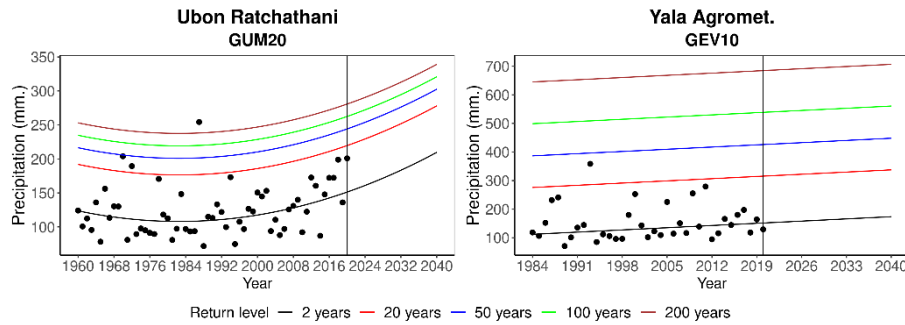 Ubon Ratchathani
GUM20
Precipitation (mm.)
350
300
250
200
150
100
1960 1968 1976 1984 1992 2000 2008 2016 2024 2032 2040
Year
Yala Agromet.
GEV10
Precipitation (mm.)
700
600
500
400
300
200
100
1984 1991 1998 2005 2012 2019 2026 2033 2040
Year
Return level 2 years 20 years 50 years 100 years 200 years